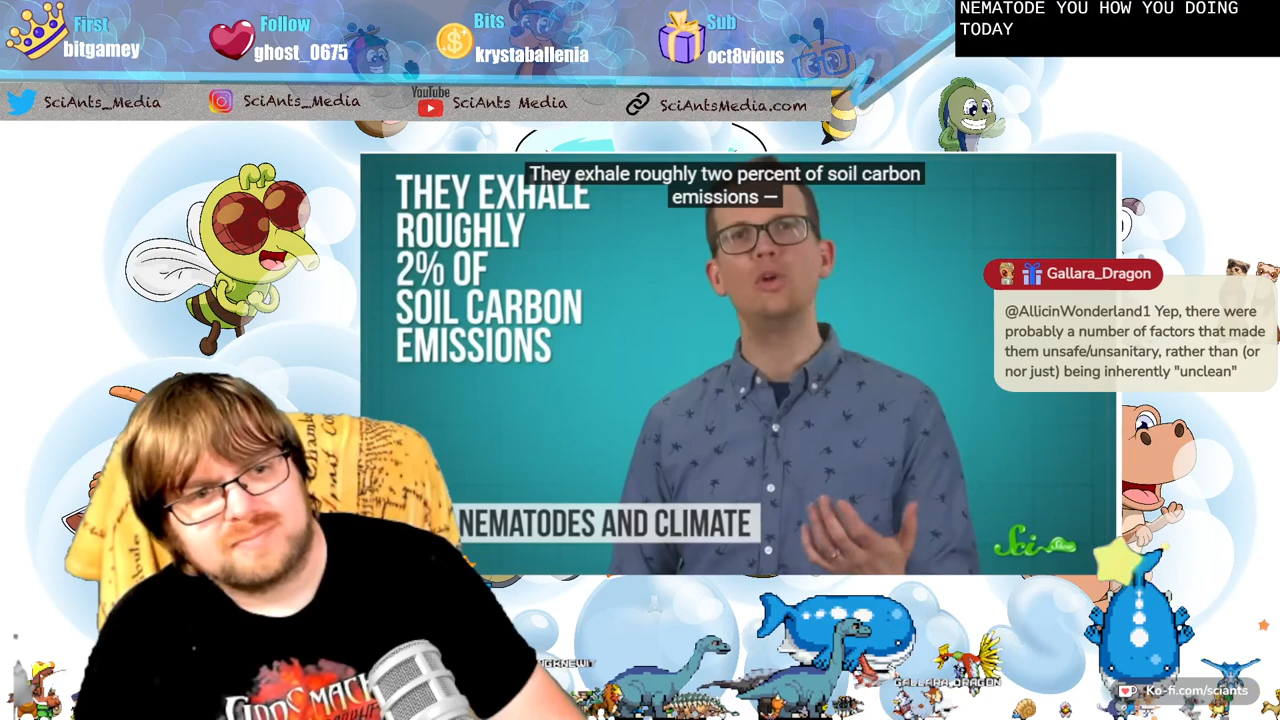 First
bitgamey
Follow
ghost_0675
Bits
krystaballenia
Sub
oct8vious
NEMATODE YOU HOW YOU DOING
TODAY
SciAnts_Media
SciAnts_Media
YouTube
SciAnts Media
SciAntsMedia.com
They exhale roughly two percent of soil carbon
emissions —
THEY EXHALE
ROUGHLY
2% OF
SOIL CARBON
EMISSIONS
Gallara_Dragon
@AllicinWonderland1 Yep, there were
probably a number of factors that made
them unsafe/unsanitary, rather than (or
nor just) being inherently "unclean"
NEMATODES AND CLIMATE
Sci
GODSMACK
GALLARA_DRAGON
Ko-fi.com/sciants